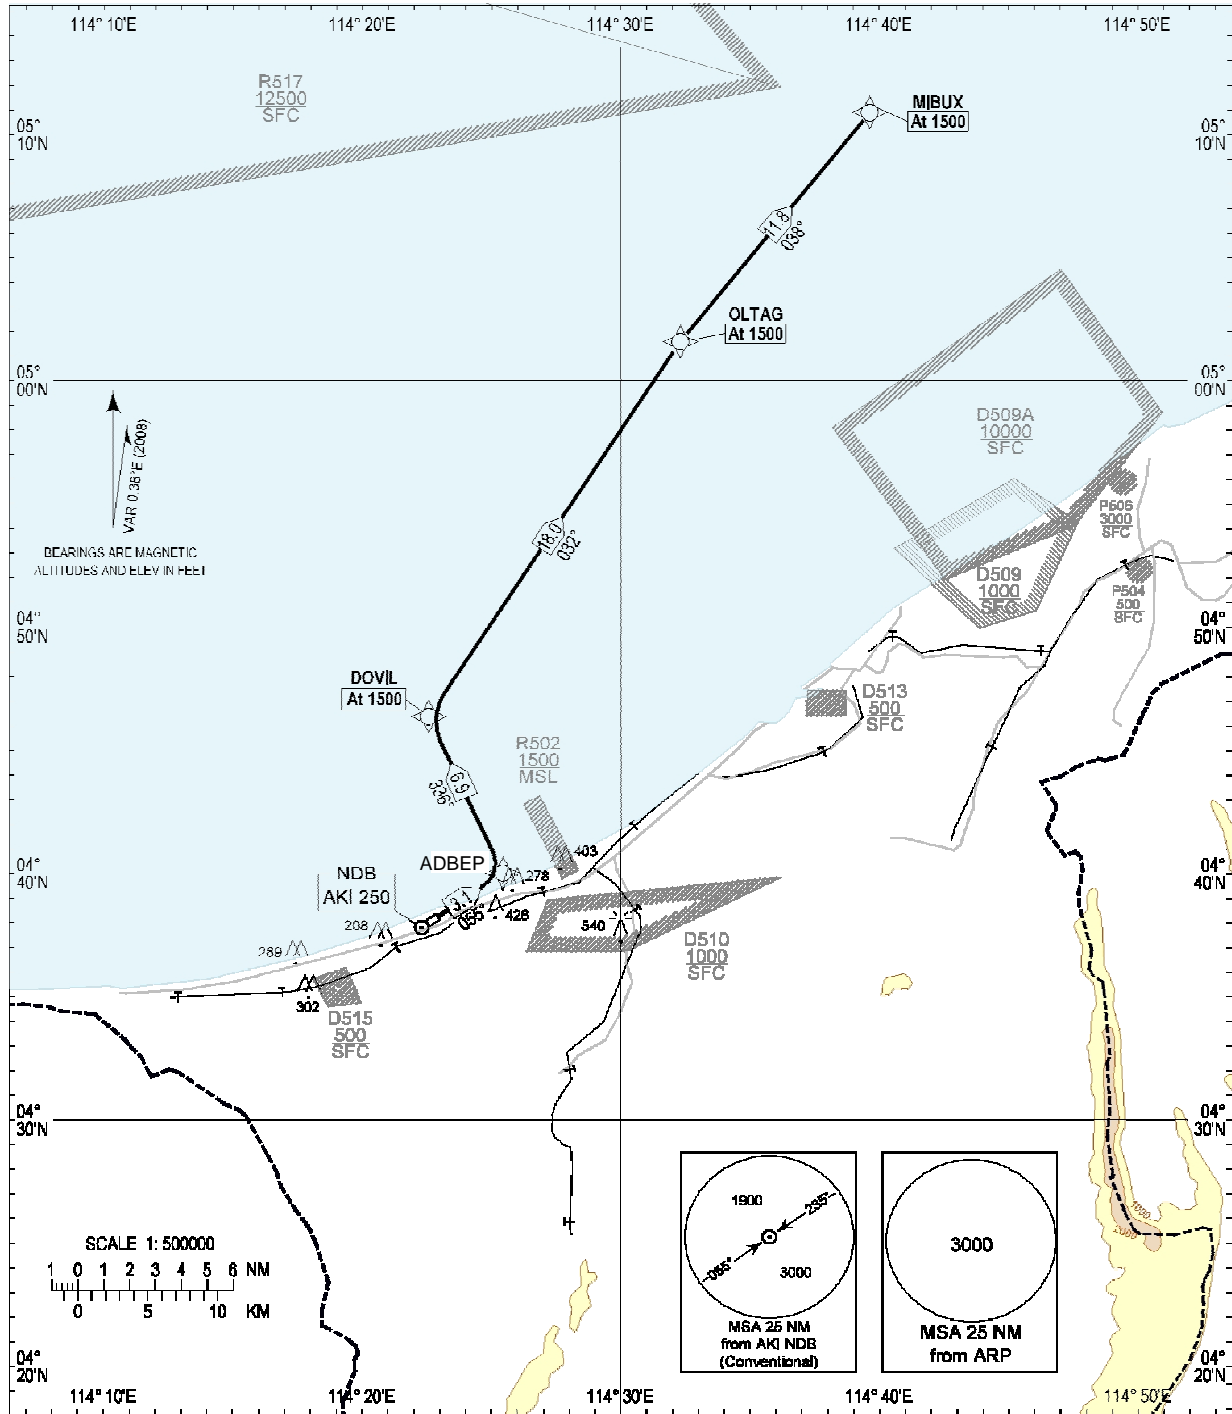 114° 10'E
114° 20'E
114° 30'E
114° 40'E
114° 50'E
R517
12500
SFC
MIBUX
At 1500
05°
10'N
05°
10'N
11.8
038°
OLTAG
At 1500
05°
00'N
05°
00'N
D509A
10000
SFC
VAR 0.36°E (2008)
BEARINGS ARE MAGNETIC
ALTITUDES AND ELEV IN FEET
18.0
032°
P506
3000
SFC
D509
1000
SFC
P504
500
SFC
04°
50'N
04°
50'N
DOVIL
At 1500
D513
500
SFC
R502
1500
MSL
6.9
336°
403
ADBEP
278
04°
40'N
04°
40'N
NDB
AKI 250
3.1
055°
428
208
540
289
D510
1000
SFC
302
D515
500
SFC
04°
30'N
04°
30'N
1900
235°
055°
3000
MSA 25 NM
from AKI NDB
(Conventional)
3000
MSA 25 NM
from ARP
SCALE 1: 500000
1 0 1 2 3 4 5 6 NM
0 5 10 KM
04°
20'N
04°
20'N
114° 10'E
114° 20'E
114° 30'E
114° 40'E
114° 50'E